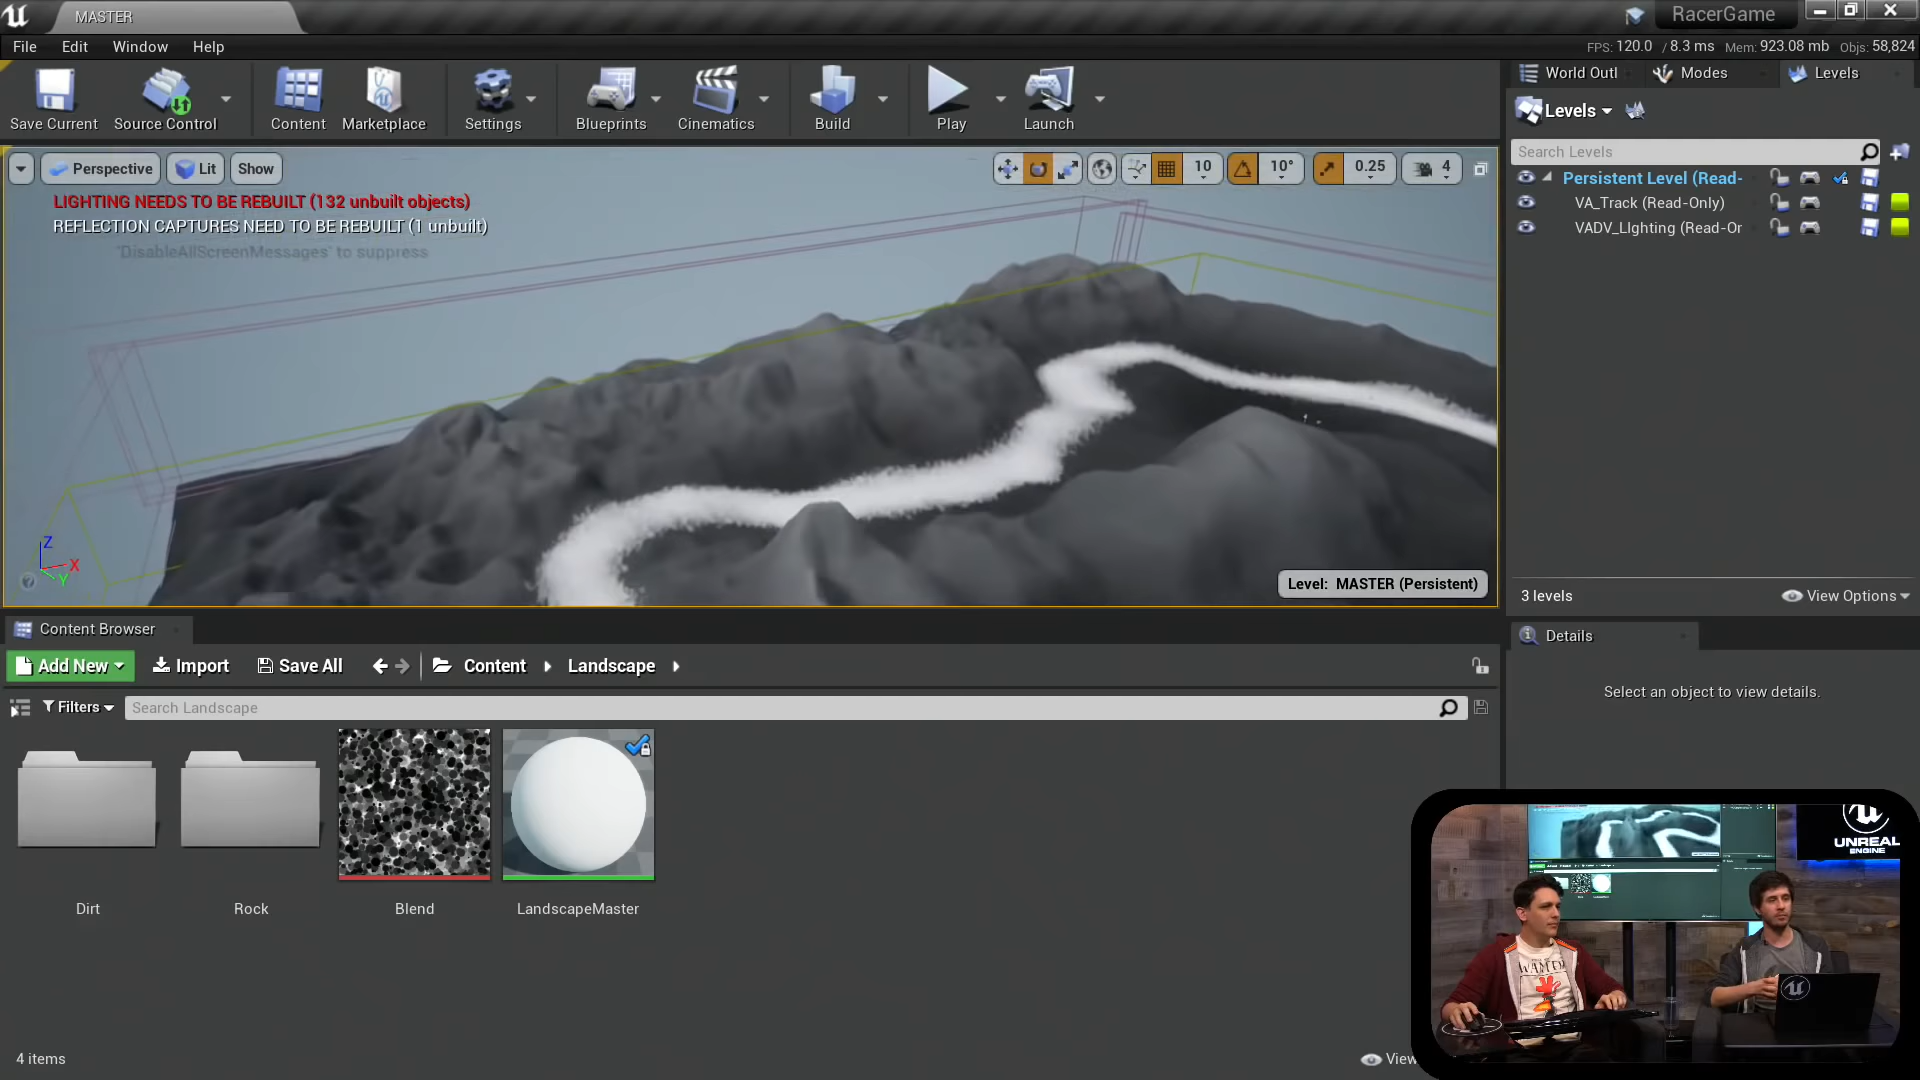 MASTER
RacerGame
File Edit Window Help
FPS: 120.0 / 8.3 ms Mem: 923.08 mb Objs: 58,824
Save Current
Source Control
Content
Marketplace
Settings
Blueprints
Cinematics
Build
Play
Launch
World Outl
Modes
Levels
Levels
Search Levels
Persistent Level (Read-
VA_Track (Read-Only)
VADV_LIghting (Read-Or
3 levels
View Options
Perspective
Lit
Show
10
10°
0.25
4
LIGHTING NEEDS TO BE REBUILT (132 unbuilt objects)
REFLECTION CAPTURES NEED TO BE REBUILT (1 unbuilt)
'DisableAllScreenMessages' to suppress
Z
X
Y
Level: MASTER (Persistent)
Content Browser
Add New
Import
Save All
Content
Landscape
Filters
Search Landscape
Dirt
Rock
Blend
LandscapeMaster
4 items
View
Details
Select an object to view details.
UNREAL
ENGINE
WANTED